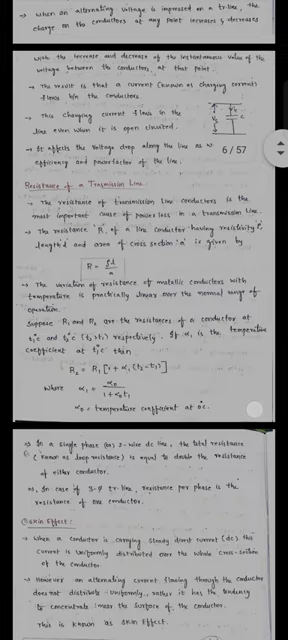 → When an alternating voltage is impressed on a tr-line, the
charge on the conductors at any point increases & decreases
with the increase and decrease of the instantaneous value of the
voltage between the conductors, at that point.
→ The result is that a current (known as charging current)
flows b/n the conductors.
→ This charging current flows in the
line even when it is open circuited.
→ It affects the voltage drop along the line as w
efficiency and powerfactor of the line.
6/57
Resistance of a Transmission Line:
→ The resistance of transmission line conductors is the
most important cause of power loss in a transmission line.
→ The resistance 'R' of a line conductor having resistivity 'ρ',
length 'l' and area of cross section 'a' is given by
R = ρl/a
→ The variation of resistance of metallic conductors with
temperature is practically linear over the normal range of
operation.
Suppose R₁ and R₂ are the resistances of a conductor at
t₁°c and t₂°c (t₂>t₁) respectively. If α₁ is the temperature
coefficient at t₁°c then
R₂ = R₁ [1 + α₁ (t₂-t₁)]
Where α₁ = α₀/1+α₀t₁
α₀ = temperature coefficient at 0c.
→ In a single phase (or) 2-wire dc line, the total resistance
(known as loop resistance) is equal to double the resistance
of either conductor.
→ In case of 3-φ tr-line, resistance per phase is the
resistance of one conductor.
Skin Effect:
→ When a conductor is carrying steady direct current (dc) this
current is uniformly distributed over the whole cross-section
of the conductor.
→ However an alternating current flowing through the conductor
does not distribute uniformly, rather it has the tendency
to concentrate near the surface of the conductor.
This is known as skin effect.